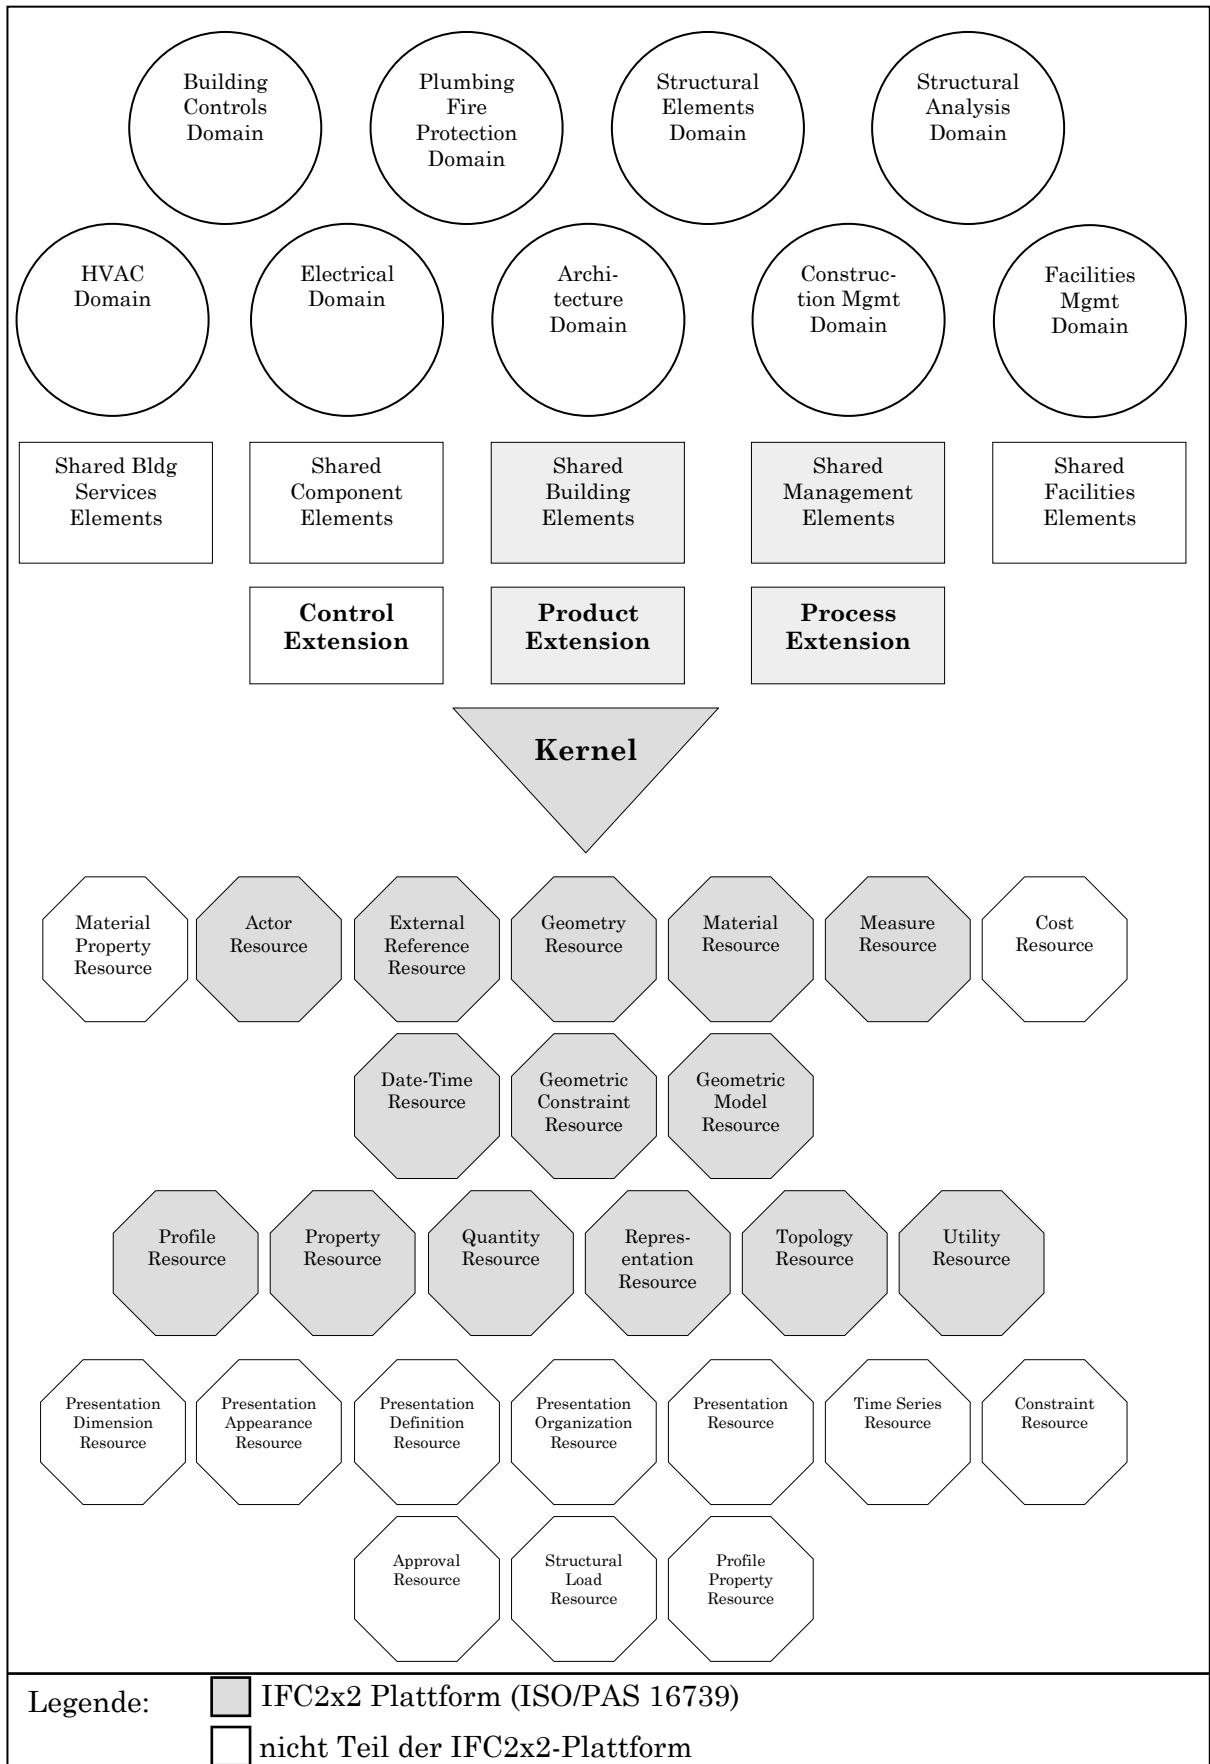 Building
Controls
Domain
Plumbing
Fire
Protection
Domain
Structural
Elements
Domain
Structural
Analysis
Domain
HVAC
Domain
Electrical
Domain
Archi-
tecture
Domain
Construc-
tion Mgmt
Domain
Facilities
Mgmt
Domain
Shared Bldg
Services
Elements
Shared
Component
Elements
Shared
Building
Elements
Shared
Management
Elements
Shared
Facilities
Elements
Control
Extension
Product
Extension
Process
Extension
Kernel
Material
Property
Resource
Actor
Resource
External
Reference
Resource
Geometry
Resource
Material
Resource
Measure
Resource
Cost
Resource
Date-Time
Resource
Geometric
Constraint
Resource
Geometric
Model
Resource
Profile
Resource
Property
Resource
Quantity
Resource
Repres-
entation
Resource
Topology
Resource
Utility
Resource
Presentation
Dimension
Resource
Presentation
Appearance
Resource
Presentation
Definition
Resource
Presentation
Organization
Resource
Presentation
Resource
Time Series
Resource
Constraint
Resource
Approval
Resource
Structural
Load
Resource
Profile
Property
Resource
Legende:
IFC2x2 Plattform (ISO/PAS 16739)
nicht Teil der IFC2x2-Plattform